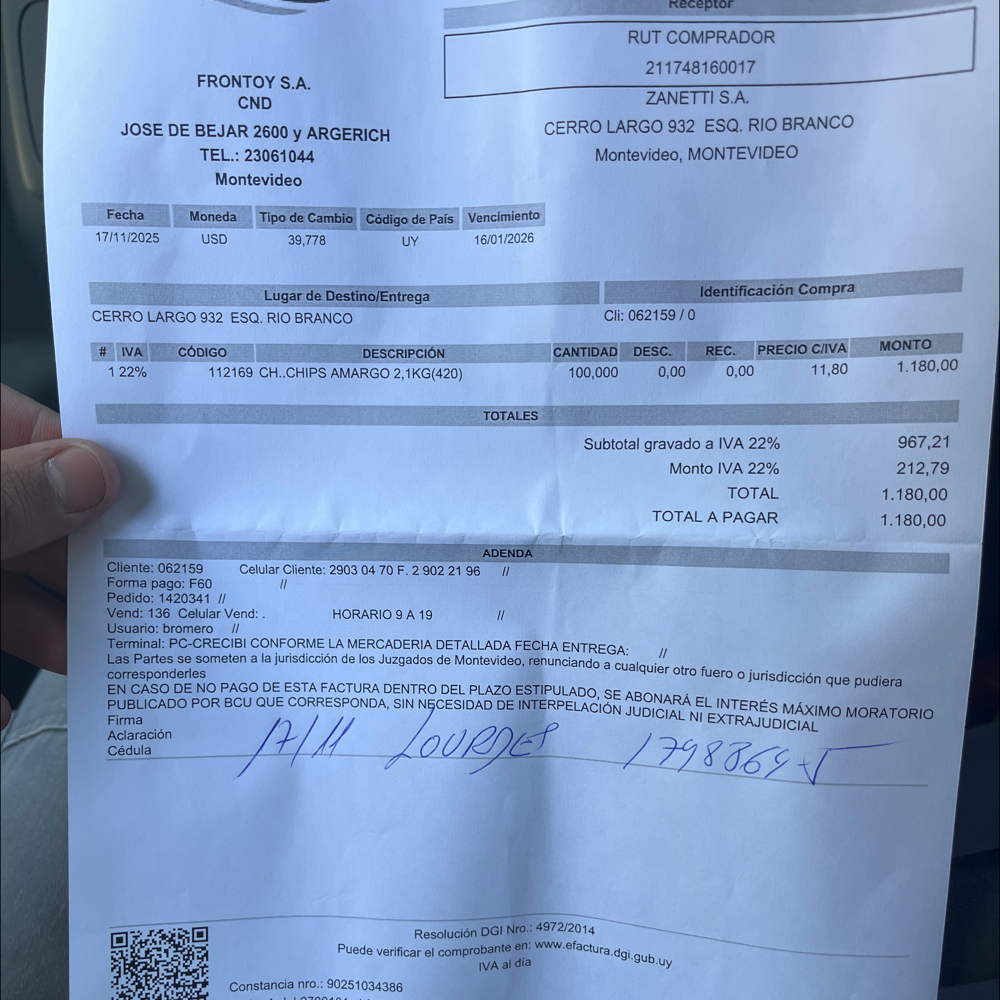 Receptor
RUT COMPRADOR
211748160017
ZANETTI S.A.
CERRO LARGO 932 ESQ. RIO BRANCO
Montevideo, MONTEVIDEO
FRONTOY S.A.
CND
JOSE DE BEJAR 2600 y ARGERICH
TEL.: 23061044
Montevideo
Fecha Moneda Tipo de Cambio Código de País Vencimiento
17/11/2025 USD 39,778 UY 16/01/2026
Lugar de Destino/Entrega Identificación Compra
CERRO LARGO 932 ESQ. RIO BRANCO Cli: 062159 / 0
# IVA CÓDIGO DESCRIPCIÓN CANTIDAD DESC. REC. PRECIO C/IVA MONTO
1 22% 112169 CH..CHIPS AMARGO 2,1KG(420) 100,000 0,00 0,00 11,80 1.180,00
TOTALES
Subtotal gravado a IVA 22% 967,21
Monto IVA 22% 212,79
TOTAL 1.180,00
TOTAL A PAGAR 1.180,00
ADENDA
Cliente: 062159 Celular Cliente: 2903 04 70 F. 2 902 21 96 //
Forma pago: F60 //
Pedido: 1420341 //
Vend: 136 Celular Vend: . HORARIO 9 A 19 //
Usuario: bromero //
Terminal: PC-CRECIBI CONFORME LA MERCADERIA DETALLADA FECHA ENTREGA: //
Las Partes se someten a la jurisdicción de los Juzgados de Montevideo, renunciando a cualquier otro fuero o jurisdicción que pudiera
corresponderles
EN CASO DE NO PAGO DE ESTA FACTURA DENTRO DEL PLAZO ESTIPULADO, SE ABONARÁ EL INTERÉS MÁXIMO MORATORIO
PUBLICADO POR BCU QUE CORRESPONDA, SIN NECESIDAD DE INTERPELACIÓN JUDICIAL NI EXTRAJUDICIAL
Firma
Aclaración
Cédula
17/11 LOURDES
Resolución DGI Nro.: 4972/2014
Puede verificar el comprobante en: www.efactura.dgi.gub.uy
IVA al día
Constancia nro.: 90251034386